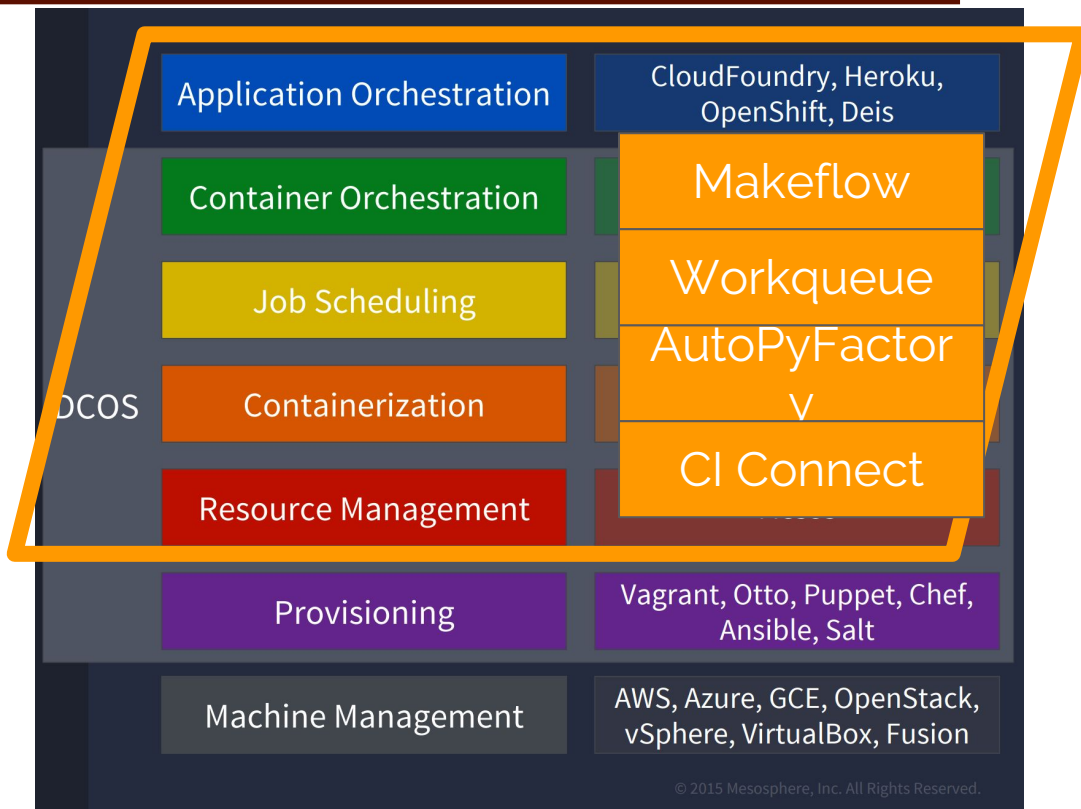 Application Orchestration
CloudFoundry, Heroku,
OpenShift, Deis
Container Orchestration
Makeflow
Job Scheduling
Workqueue
DCOS
Containerization
AutoPyFactor
y
Resource Management
CI Connect
Provisioning
Vagrant, Otto, Puppet, Chef,
Ansible, Salt
Machine Management
AWS, Azure, GCE, OpenStack,
vSphere, VirtualBox, Fusion
© 2015 Mesosphere, Inc. All Rights Reserved.